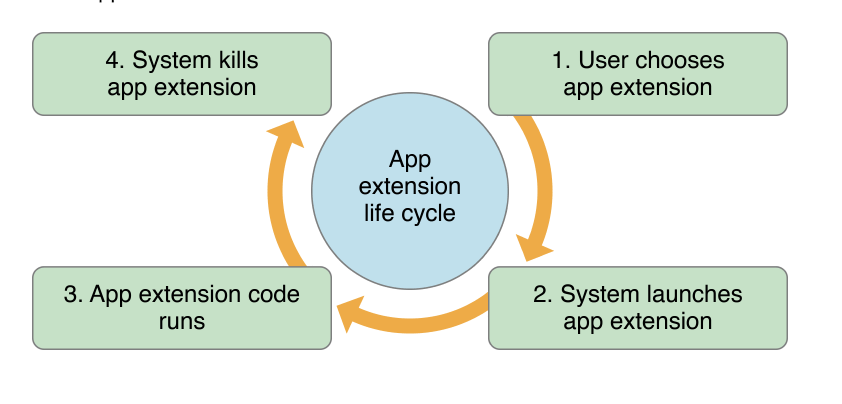 4. System kills
app extension
1. User chooses
app extension
App
extension
life cycle
3. App extension code
runs
2. System launches
app extension